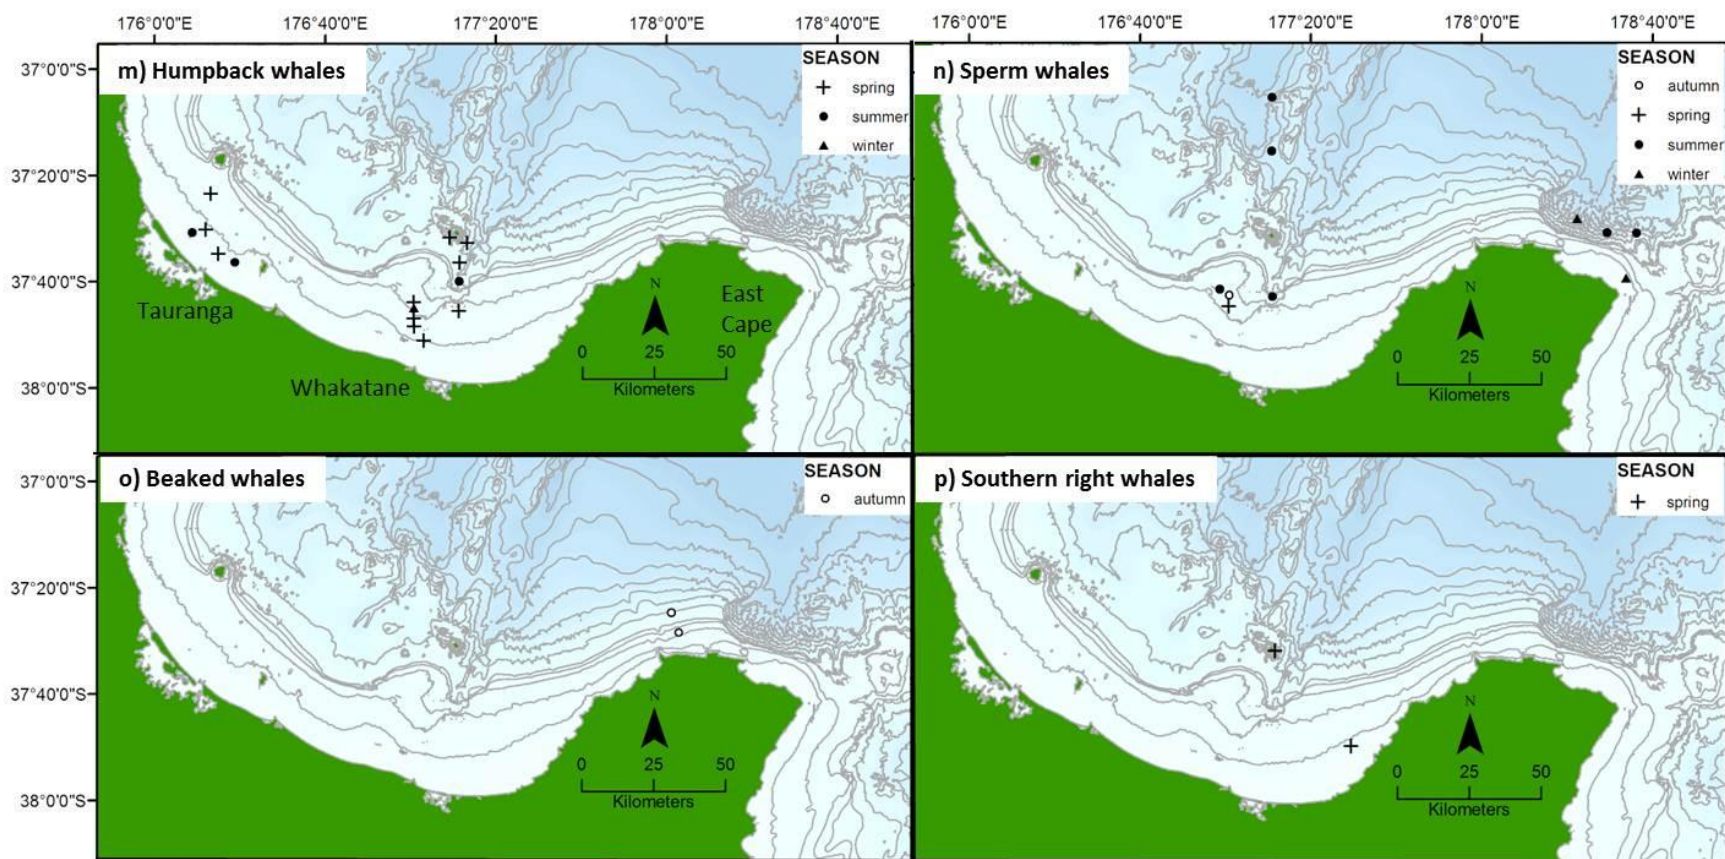 176°0'0"E 176°40'0"E 177°20'0"E 178°0'0"E 178°40'0"E 176°0'0"E 176°40'0"E 177°20'0"E 178°0'0"E 178°40'0"E
37°0'0"S
37°20'0"S
37°40'0"S
38°0'0"S
m) Humpback whales
SEASON
spring
summer
winter
Tauranga
Whakatane
East
Cape
N
0 25 50
Kilometers
n) Sperm whales
SEASON
autumn
spring
summer
winter
N
0 25 50
Kilometers
37°0'0"S
37°20'0"S
37°40'0"S
38°0'0"S
o) Beaked whales
SEASON
autumn
N
0 25 50
Kilometers
p) Southern right whales
SEASON
spring
N
0 25 50
Kilometers